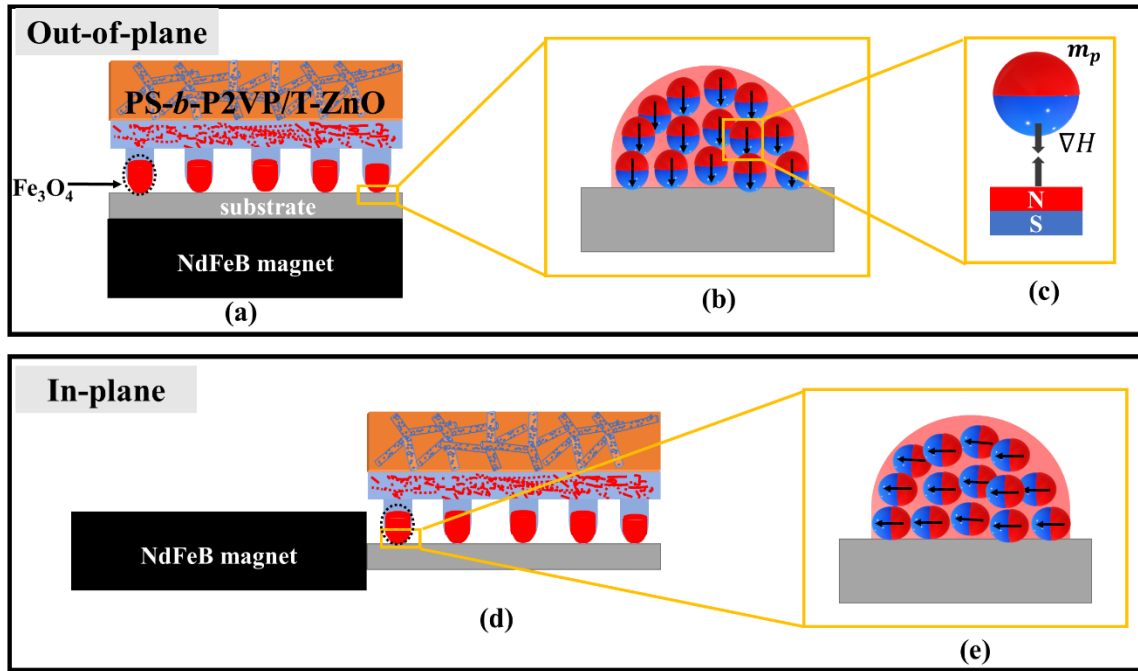 Out-of-plane
PS-b-P2VP/T-ZnO
Fe₃O₄
substrate
NdFeB magnet
(a)
(b)
mₚ
∇H
N
S
(c)
In-plane
NdFeB magnet
(d)
(e)